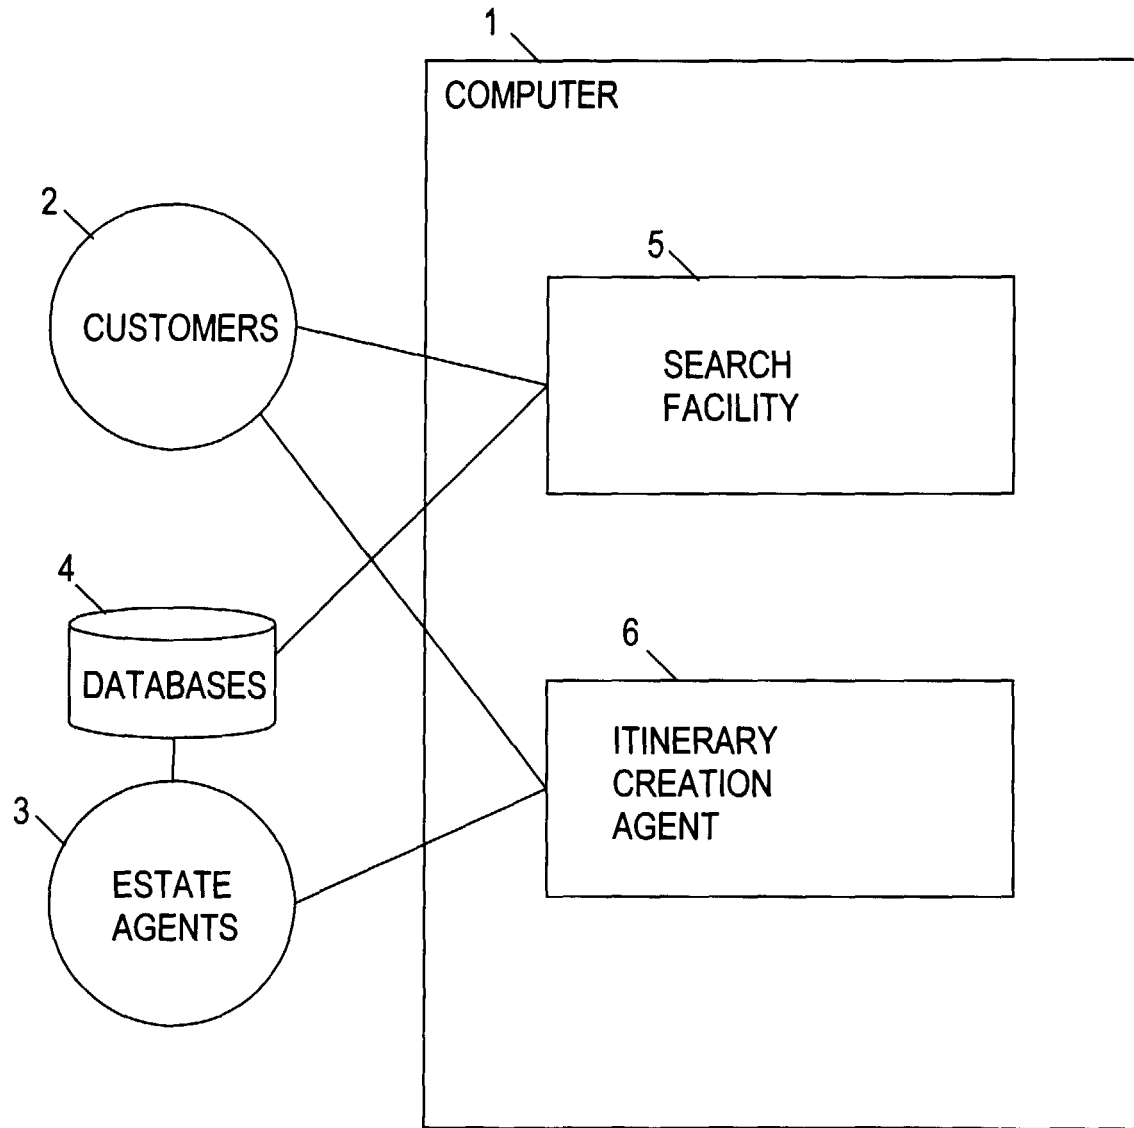 1
COMPUTER
2
CUSTOMERS
5
SEARCH
FACILITY
4
DATABASES
6
ITINERARY
CREATION
AGENT
3
ESTATE
AGENTS